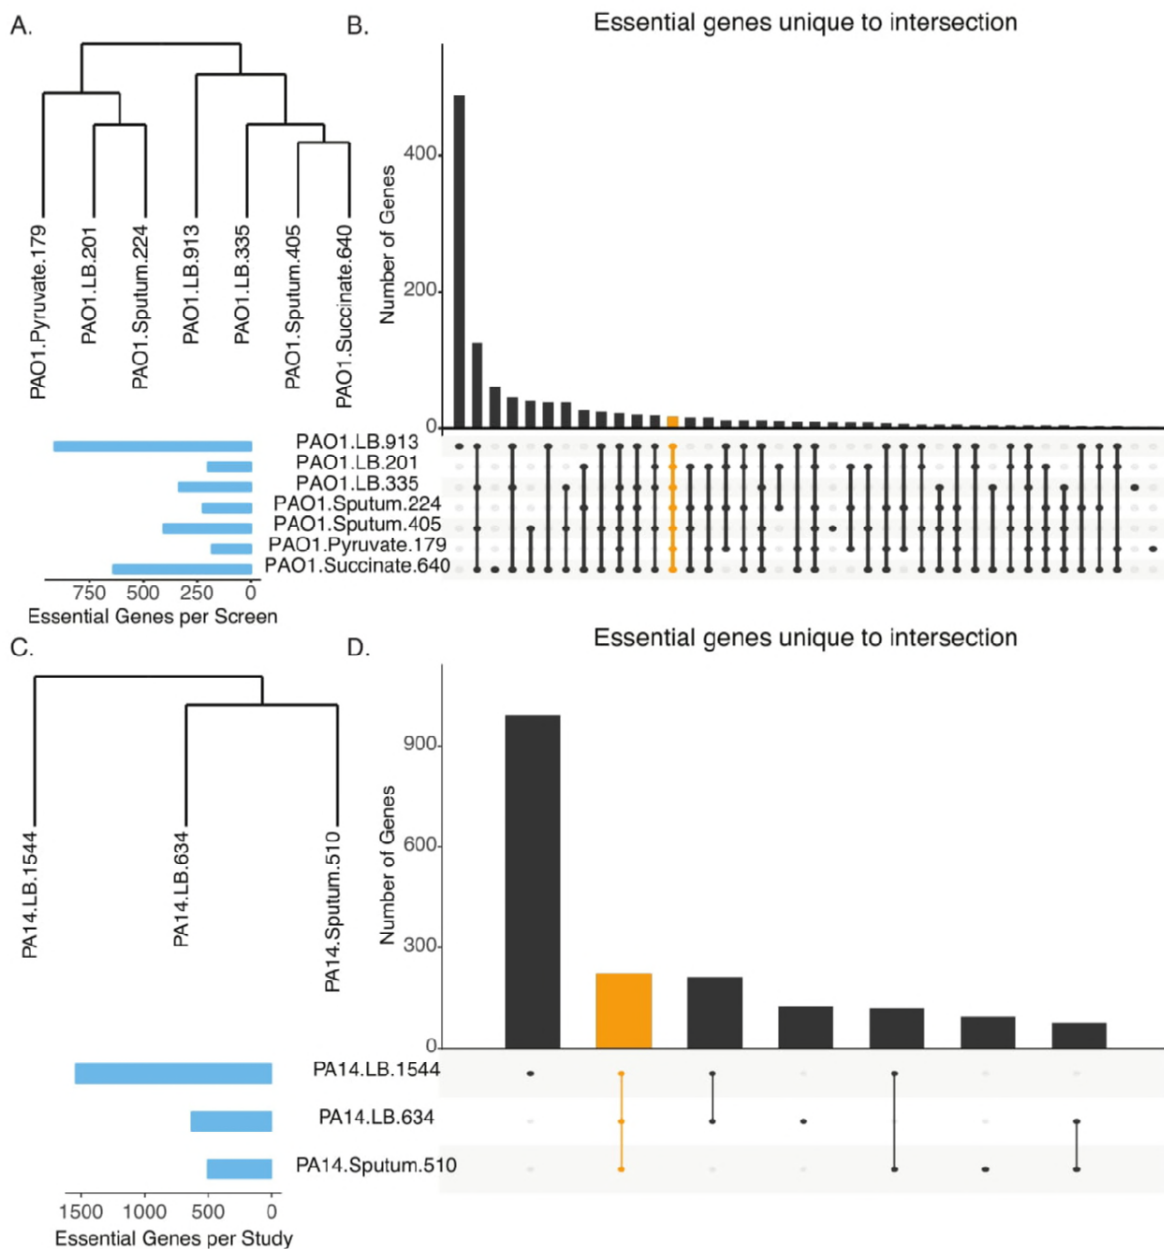 A.
B.
Essential genes unique to intersection
PAO1.Pyruvate.179
PAO1.LB.201
PAO1.Sputum.224
PAO1.LB.913
PAO1.LB.335
PAO1.Sputum.405
PAO1.Succinate.640
Number of Genes
400
200
0
PAO1.LB.913
PAO1.LB.201
PAO1.LB.335
PAO1.Sputum.224
PAO1.Sputum.405
PAO1.Pyruvate.179
PAO1.Succinate.640
750 500 250 0
Essential Genes per Screen
C.
D.
Essential genes unique to intersection
PA14.LB.1544
PA14.LB.634
PA14.Sputum.510
Number of Genes
900
600
300
0
PA14.LB.1544
PA14.LB.634
PA14.Sputum.510
1500 1000 500 0
Essential Genes per Study